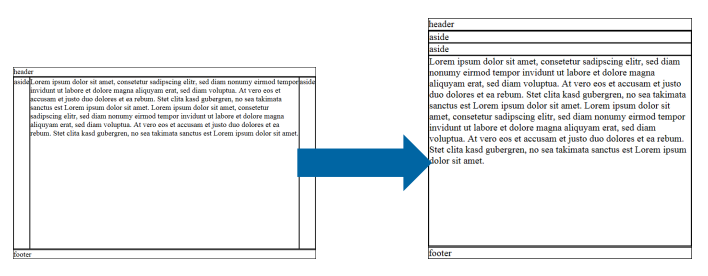 header
aside
Lorem ipsum dolor sit amet, consetetur sadipscing elitr, sed diam nonumy eirmod tempor
invidunt ut labore et dolore magna aliquyam erat, sed diam voluptua. At vero eos et
accusam et justo duo dolores et ea rebum. Stet clita kasd gubergren, no sea takimata
sanctus est Lorem ipsum dolor sit amet. Lorem ipsum dolor sit amet, consetetur
sadipscing elitr, sed diam nonumy eirmod tempor invidunt ut labore et dolore magna
aliquyam erat, sed diam voluptua. At vero eos et accusam et justo duo dolores et ea
rebum. Stet clita kasd gubergren, no sea takimata sanctus est Lorem ipsum dolor sit amet.
aside
footer
header
aside
aside
Lorem ipsum dolor sit amet, consetetur sadipscing elitr, sed diam
nonumy eirmod tempor invidunt ut labore et dolore magna
aliquyam erat, sed diam voluptua. At vero eos et accusam et justo
duo dolores et ea rebum. Stet clita kasd gubergren, no sea takimata
sanctus est Lorem ipsum dolor sit amet. Lorem ipsum dolor sit
amet, consetetur sadipscing elitr, sed diam nonumy eirmod tempor
invidunt ut labore et dolore magna aliquyam erat, sed diam
voluptua. At vero eos et accusam et justo duo dolores et ea rebum.
Stet clita kasd gubergren, no sea takimata sanctus est Lorem ipsum
dolor sit amet.
footer